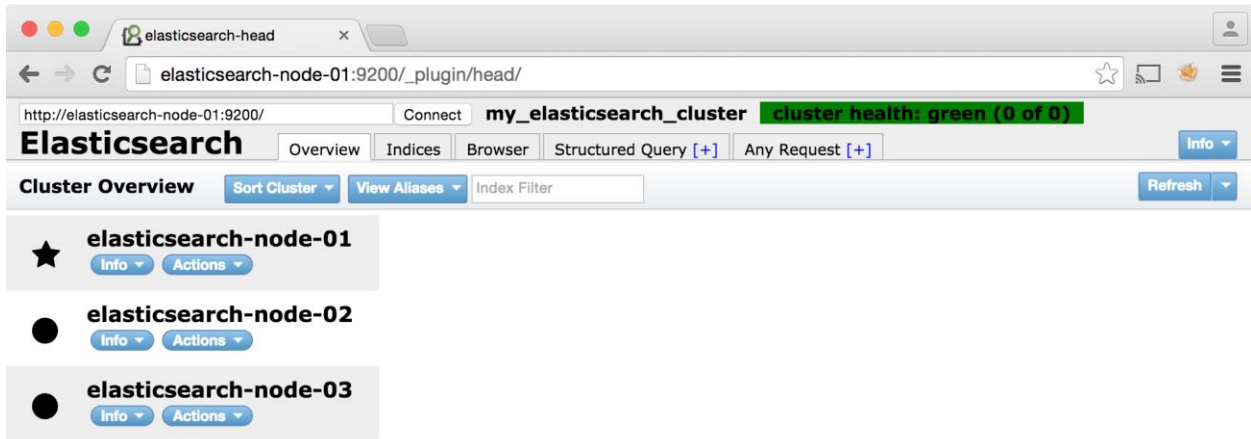 elasticsearch-head
elasticsearch-node-01:9200/_plugin/head/
http://elasticsearch-node-01:9200/ Connect my_elasticsearch_cluster cluster health: green (0 of 0)
Elasticsearch Overview Indices Browser Structured Query [+] Any Request [+] Info
Cluster Overview Sort Cluster View Aliases Index Filter Refresh
elasticsearch-node-01
Info Actions
elasticsearch-node-02
Info Actions
elasticsearch-node-03
Info Actions